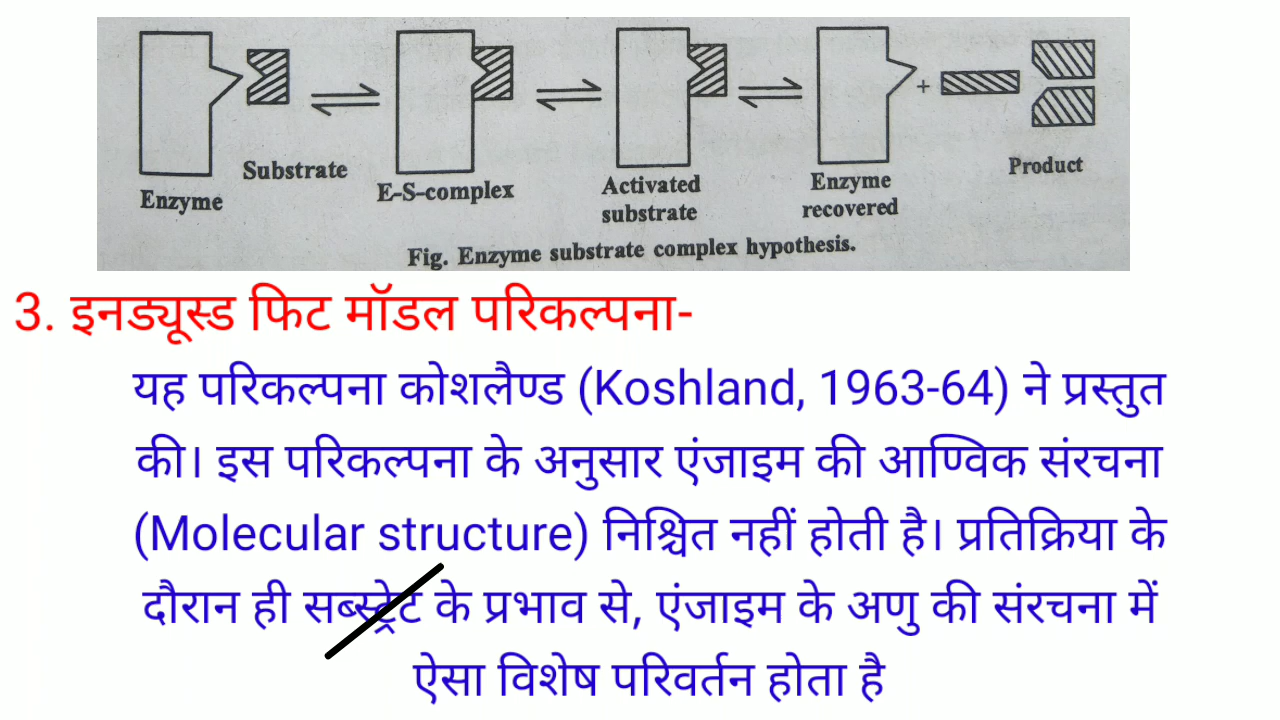 Enzyme
Substrate
E-S-complex
Activated
substrate
Enzyme
recovered
+
Product
Fig. Enzyme substrate complex hypothesis.
3. इनड्यूस्ड फिट मॉडल परिकल्पना-
यह परिकल्पना कोशलैण्ड (Koshland, 1963-64) ने प्रस्तुत
की। इस परिकल्पना के अनुसार एंजाइम की आण्विक संरचना
(Molecular structure) निश्चित नहीं होती है। प्रतिक्रिया के
दौरान ही सब्स्ट्रेट के प्रभाव से, एंजाइम के अणु की संरचना में
ऐसा विशेष परिवर्तन होता है